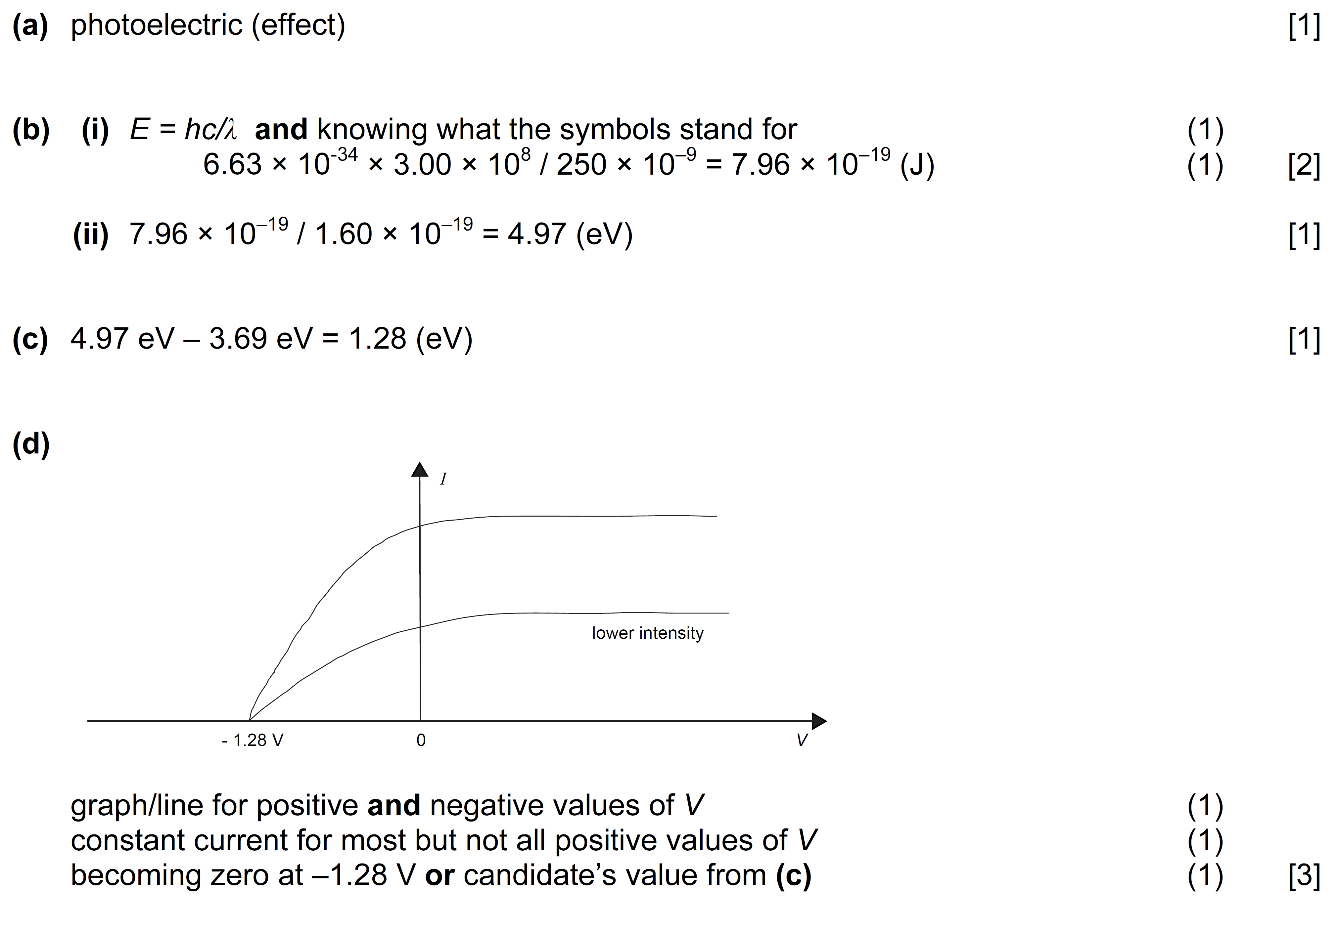 (a) photoelectric (effect) [1]
(b) (i) E = hc/λ and knowing what the symbols stand for (1)
6.63 × 10⁻³⁴ × 3.00 × 10⁸ / 250 × 10⁻⁹ = 7.96 × 10⁻¹⁹ (J) (1) [2]
(ii) 7.96 × 10⁻¹⁹ / 1.60 × 10⁻¹⁹ = 4.97 (eV) [1]
(c) 4.97 eV – 3.69 eV = 1.28 (eV) [1]
(d)
I
lower intensity
- 1.28 V 0 V
graph/line for positive and negative values of V (1)
constant current for most but not all positive values of V (1)
becoming zero at –1.28 V or candidate's value from (c) (1) [3]